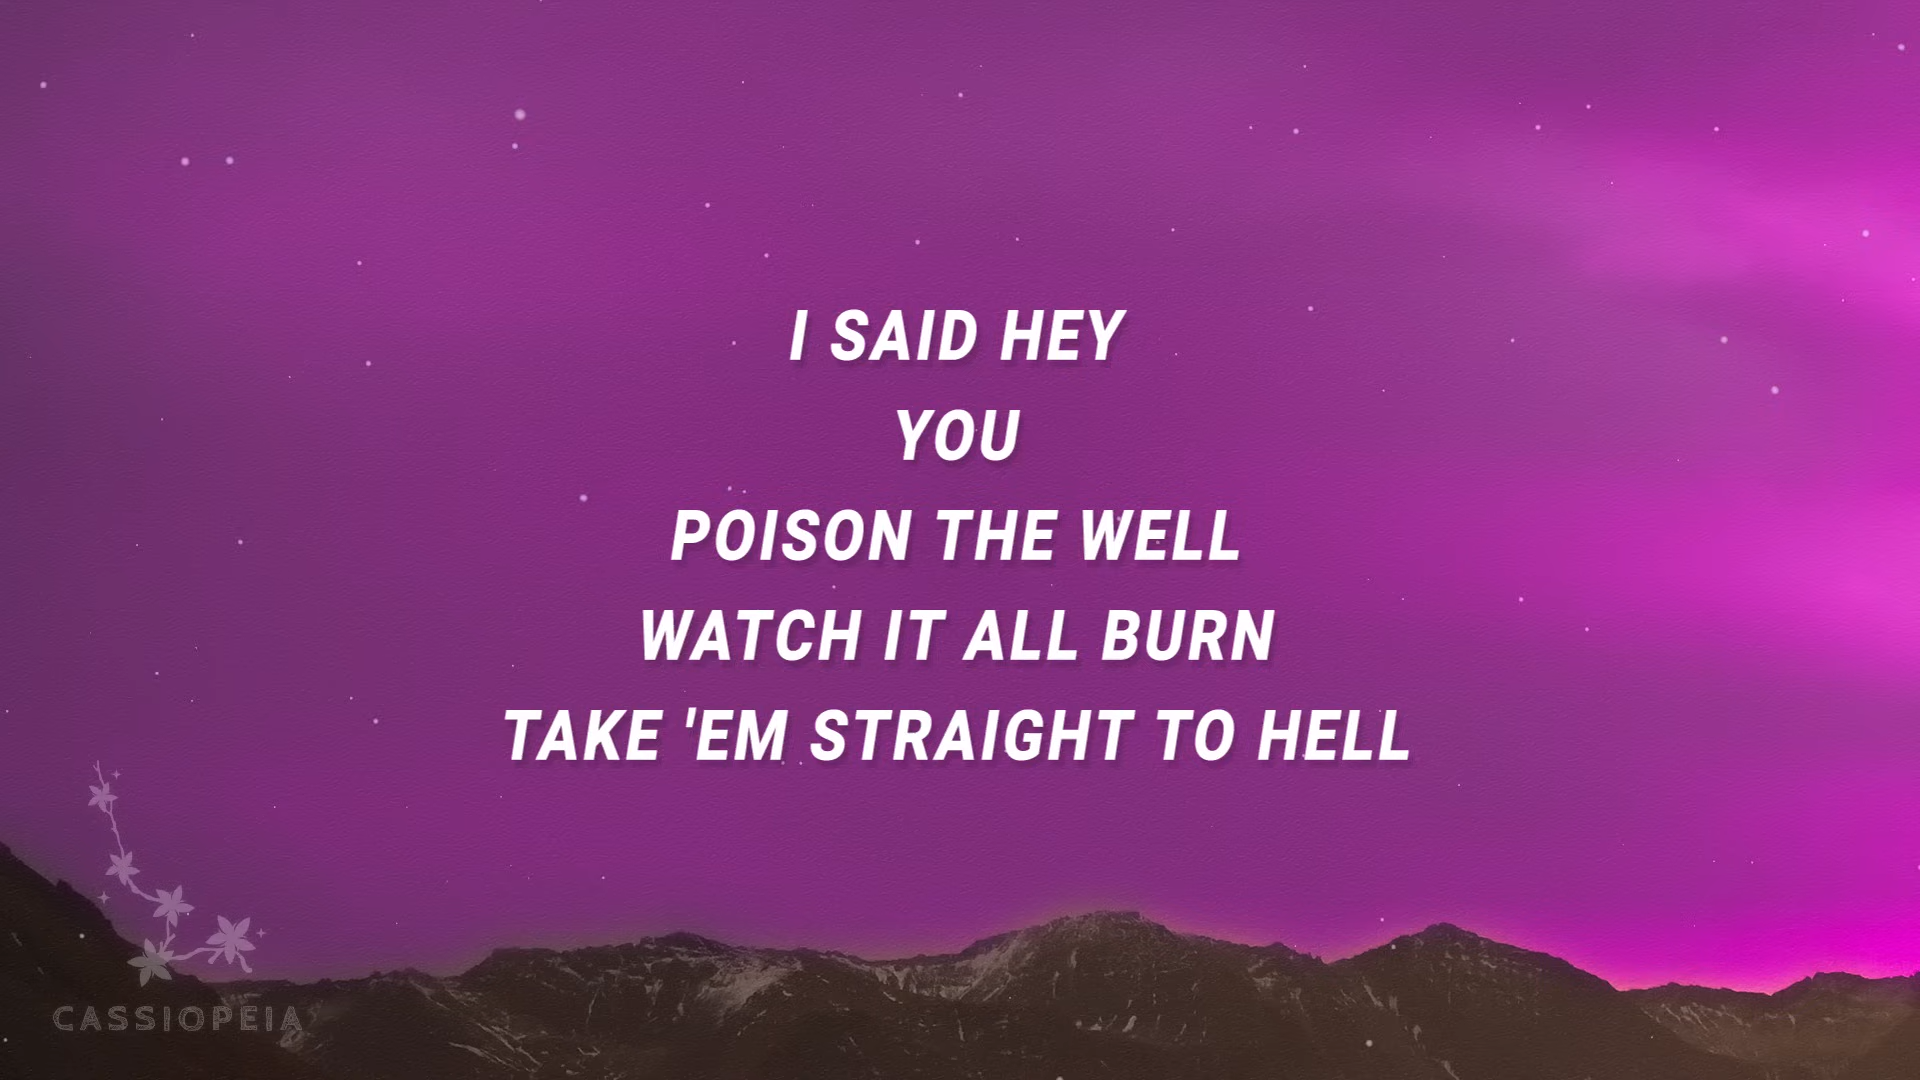 I SAID HEY
YOU
POISON THE WELL
WATCH IT ALL BURN
TAKE 'EM STRAIGHT TO HELL
CASSIOPEIA